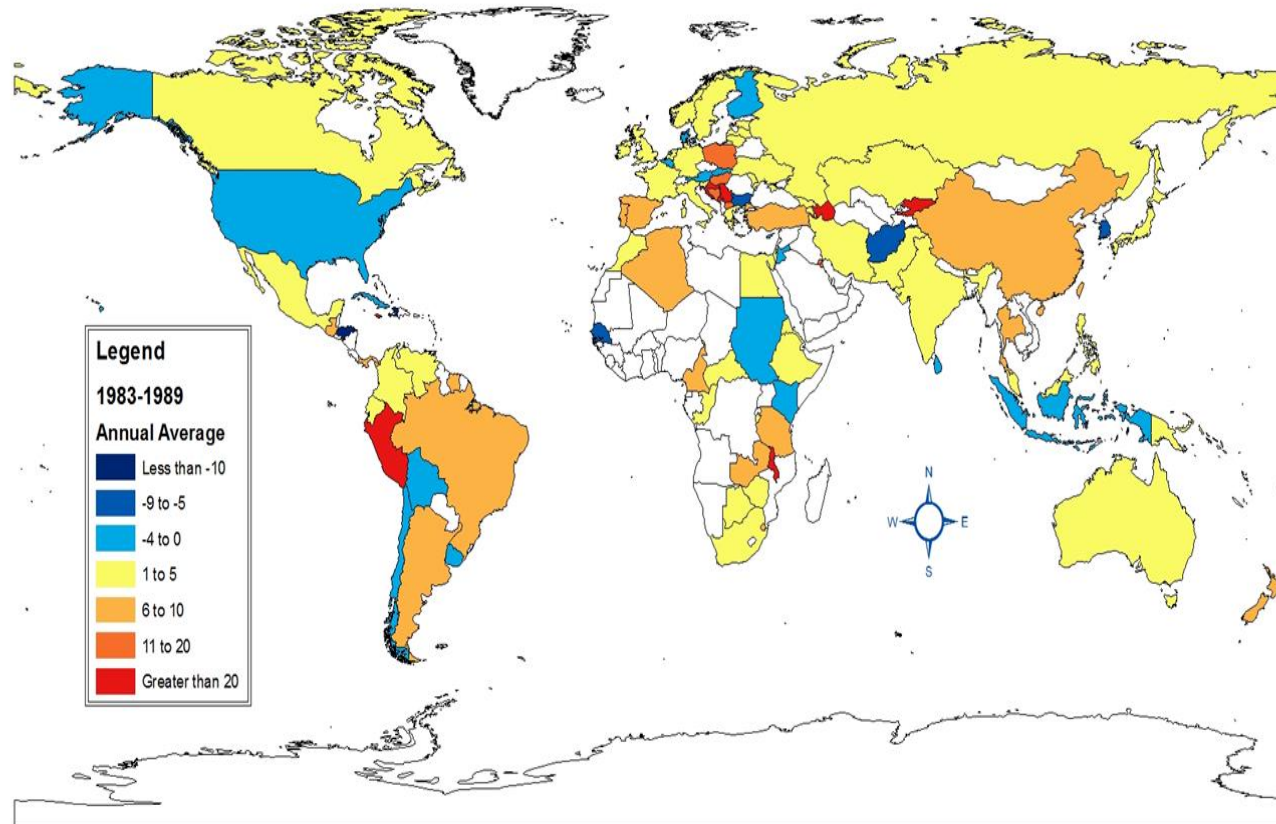 Legend
1983-1989
Annual Average
Less than -10
-9 to -5
-4 to 0
1 to 5
6 to 10
11 to 20
Greater than 20
N
W E
S